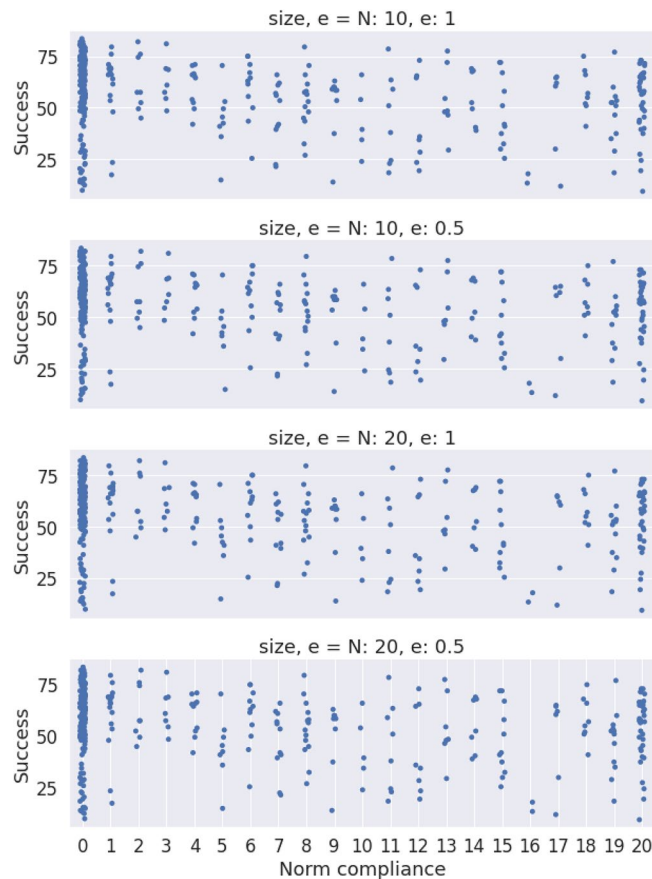 size, e = N: 10, e: 1
Success
75
50
25
size, e = N: 10, e: 0.5
Success
75
50
25
size, e = N: 20, e: 1
Success
75
50
25
size, e = N: 20, e: 0.5
Success
75
50
25
0 1 2 3 4 5 6 7 8 9 10 11 12 13 14 15 16 17 18 19 20
Norm compliance